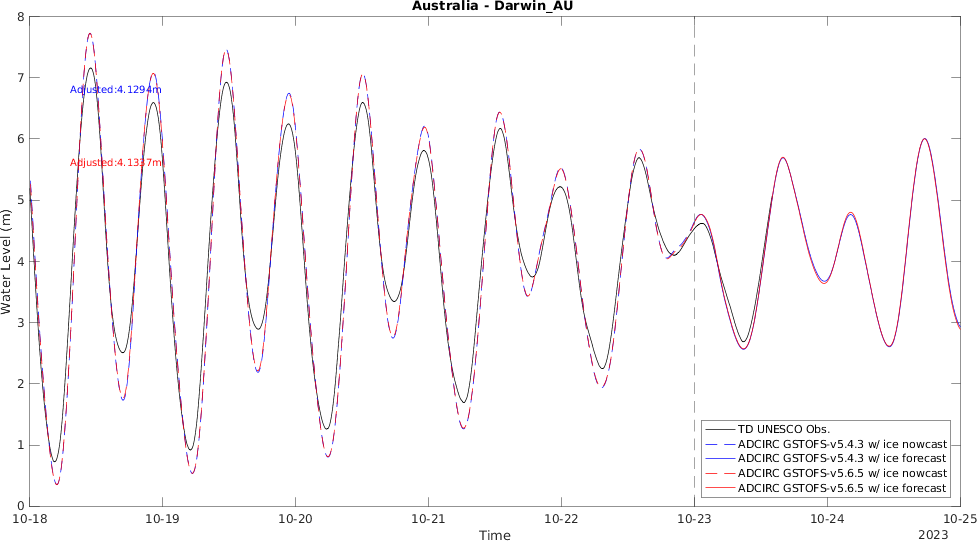 Australia - Darwin_AU
8
7
6
5
4
3
2
1
0
Water Level (m)
Adjusted:4.1294m
Adjusted:4.1337m
TD UNESCO Obs.
ADCIRC GSTOFS-v5.4.3 w/ ice nowcast
ADCIRC GSTOFS-v5.4.3 w/ ice forecast
ADCIRC GSTOFS-v5.6.5 w/ ice nowcast
ADCIRC GSTOFS-v5.6.5 w/ ice forecast
10-18 10-19 10-20 10-21 10-22 10-23 10-24 10-25
Time
2023